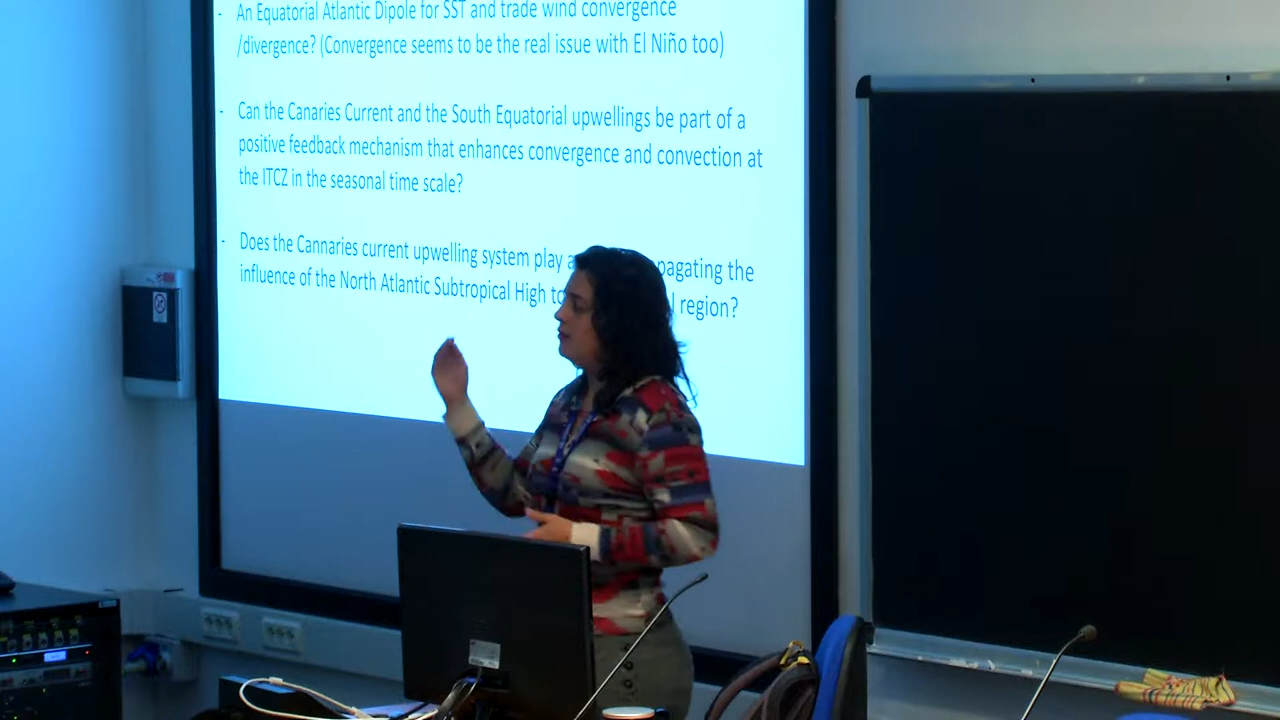 - An Equatorial Atlantic Dipole for SST and trade wind convergence
/divergence? (Convergence seems to be the real issue with El Niño too)
- Can the Canaries Current and the South Equatorial upwellings be part of a
positive feedback mechanism that enhances convergence and convection at
the ITCZ in the seasonal time scale?
- Does the Cannaries current upwelling system play a pagating the
influence of the North Atlantic Subtropical High to region?